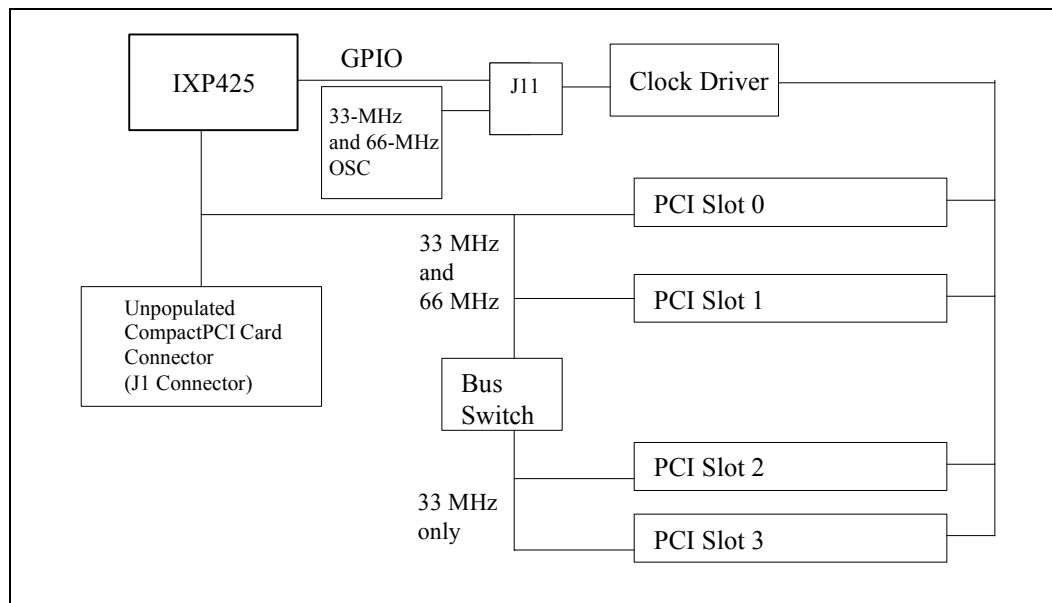 IXP425
GPIO
J11
Clock Driver
33-MHz
and 66-MHz
OSC
PCI Slot 0
33 MHz
and
66 MHz
PCI Slot 1
Unpopulated
CompactPCI Card
Connector
(J1 Connector)
Bus
Switch
PCI Slot 2
33 MHz
only
PCI Slot 3